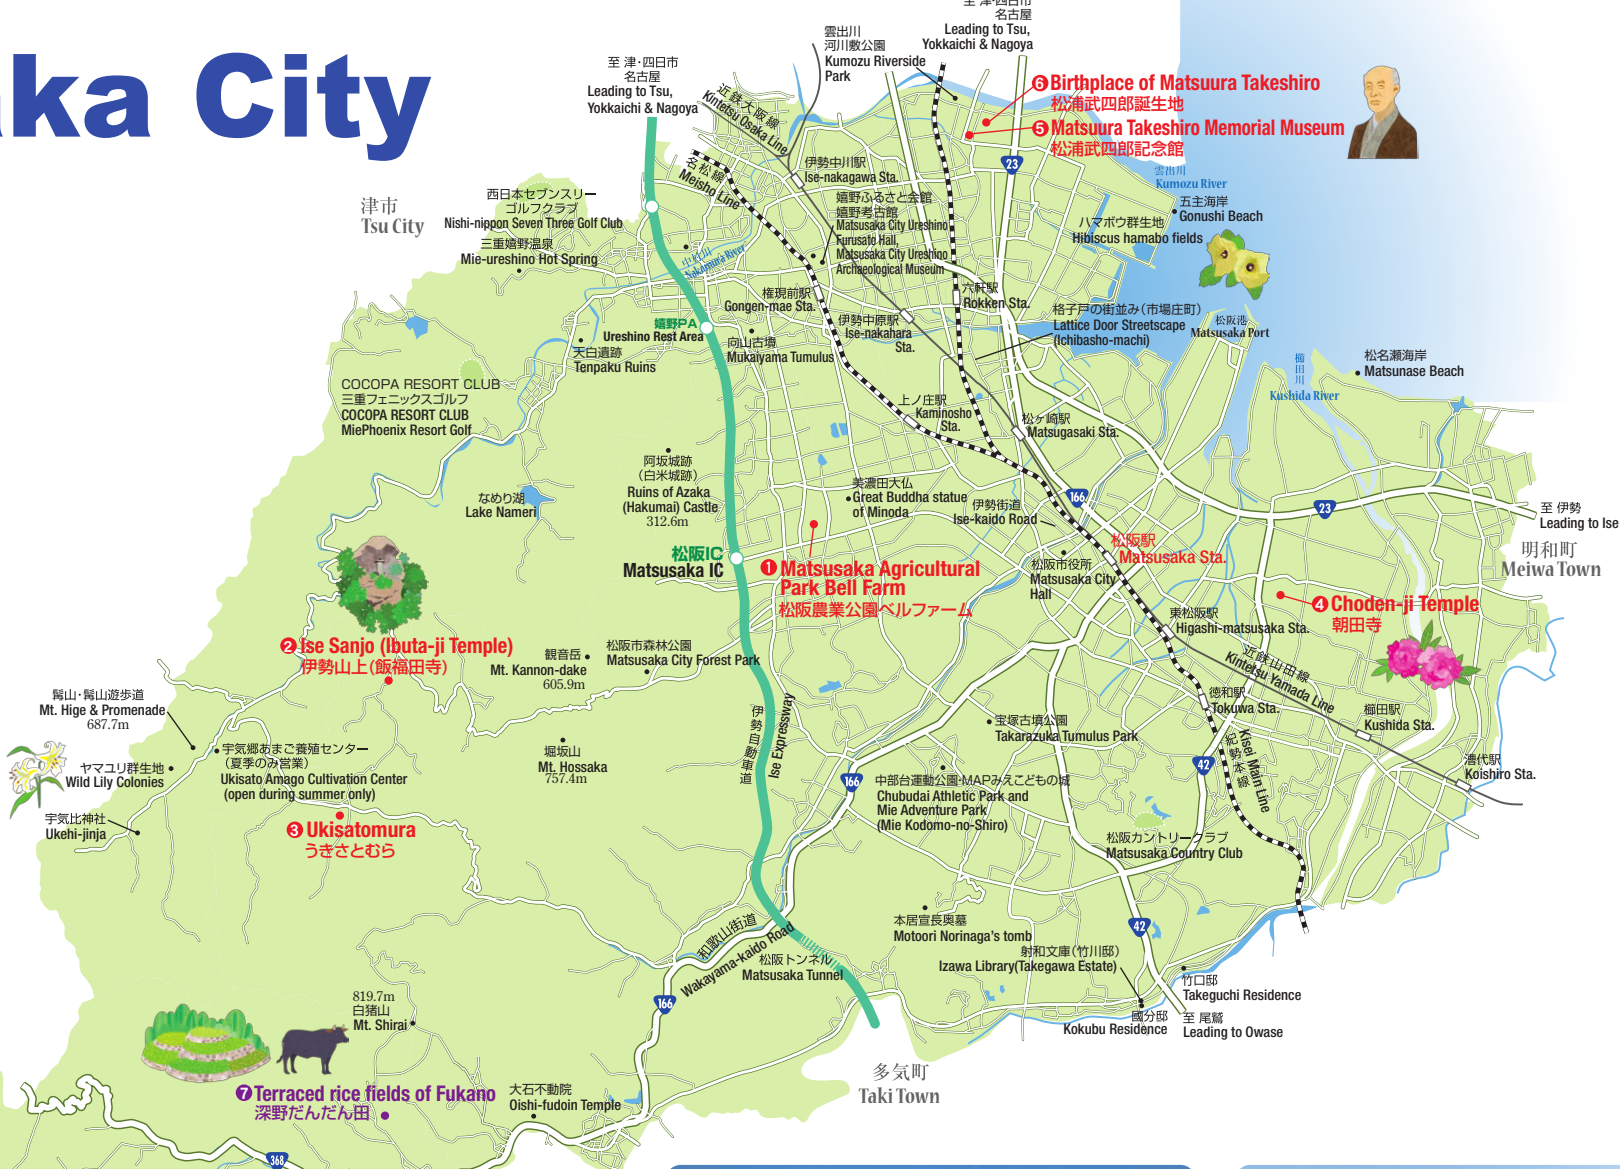 aka City
至 津・四日市
名古屋
Leading to Tsu,
Yokkaichi & Nagoya
雲出川
河川敷公園
Kumozu Riverside
Park
至 津・四日市
名古屋
Leading to Tsu,
Yokkaichi & Nagoya
近鉄大阪線
Kintetsu Osaka Line
名松線
Meisho Line
❻Birthplace of Matsuura Takeshiro
松浦武四郎誕生地
❺Matsuura Takeshiro Memorial Museum
松浦武四郎記念館
23
雲出川
Kumozu River
五主海岸
Gonushi Beach
ハマボウ群生地
Hibiscus hamabo fields
伊勢中川駅
Ise-nakagawa Sta.
嬉野ふるさと会館
嬉野考古館
Matsusaka City Ureshino
Furusato Hall,
Matsusaka City Ureshino
Archaeological Museum
津市
Tsu City
西日本セブンスリー
ゴルフクラブ
Nishi-nippon Seven Three Golf Club
三重嬉野温泉
Mie-ureshino Hot Spring
中村川
Nakamura River
権現前駅
Gongen-mae Sta.
六軒駅
Rokken Sta.
伊勢中原駅
Ise-nakahara
Sta.
格子戸の街並み(市場庄町)
Lattice Door Streetscape
(Ichibasho-machi)
松阪港
Matsusaka Port
櫛田川
Kushida River
松名瀬海岸
Matsunase Beach
嬉野PA
Ureshino Rest Area
天白遺跡
Tenpaku Ruins
向山古墳
Mukaiyama Tumulus
COCOPA RESORT CLUB
三重フェニックスゴルフ
COCOPA RESORT CLUB
MiePhoenix Resort Golf
上ノ庄駅
Kaminosho
Sta.
松ヶ崎駅
Matsugasaki Sta.
阿坂城跡
(白米城跡)
Ruins of Azaka
(Hakumai) Castle
312.6m
なめり湖
Lake Nameri
美濃田大仏
Great Buddha statue
of Minoda
伊勢街道
Ise-kaido Road
166
23
至 伊勢
Leading to Ise
明和町
Meiwa Town
松阪IC
Matsusaka IC
❶Matsusaka Agricultural
Park Bell Farm
松阪農業公園ベルファーム
松阪駅
Matsusaka Sta.
松阪市役所
Matsusaka City
Hall
❹Choden-ji Temple
朝田寺
東松阪駅
Higashi-matsusaka Sta.
❷Ise Sanjo (Ibuta-ji Temple)
伊勢山上(飯福田寺)
観音岳
Mt. Kannon-dake
605.9m
松阪市森林公園
Matsusaka City Forest Park
近鉄山田線
Kintetsu Yamada Line
徳和駅
Tokuwa Sta.
櫛田駅
Kushida Sta.
漕代駅
Koishiro Sta.
髯山・髯山遊歩道
Mt. Hige & Promenade
687.7m
伊勢自動車道
Ise Expressway
宝塚古墳公園
Takarazuka Tumulus Park
紀勢本線
Kisei Main Line
42
宇気郷あまご養殖センター
(夏季のみ営業)
Ukisato Amago Cultivation Center
(open during summer only)
ヤマユリ群生地
Wild Lily Colonies
堀坂山
Mt. Hossaka
757.4m
166
中部台運動公園・MAPみえこどもの城
Chubudai Athletic Park and
Mie Adventure Park
(Mie Kodomo-no-Shiro)
宇気比神社
Ukehi-jinja
❸Ukisatomura
うきさとむら
松阪カントリークラブ
Matsusaka Country Club
和歌山街道
Wakayama-kaido Road
本居宣長奥墓
Motoori Norinaga's tomb
42
射和文庫(竹川邸)
Izawa Library(Takegawa Estate)
松阪トンネル
Matsusaka Tunnel
竹口邸
Takeguchi Residence
國分邸
Kokubu Residence
至 尾鷲
Leading to Owase
166
819.7m
白猪山
Mt. Shirai
多気町
Taki Town
❼Terraced rice fields of Fukano
深野だんだん田
大石不動院
Oishi-fudoin Temple
368